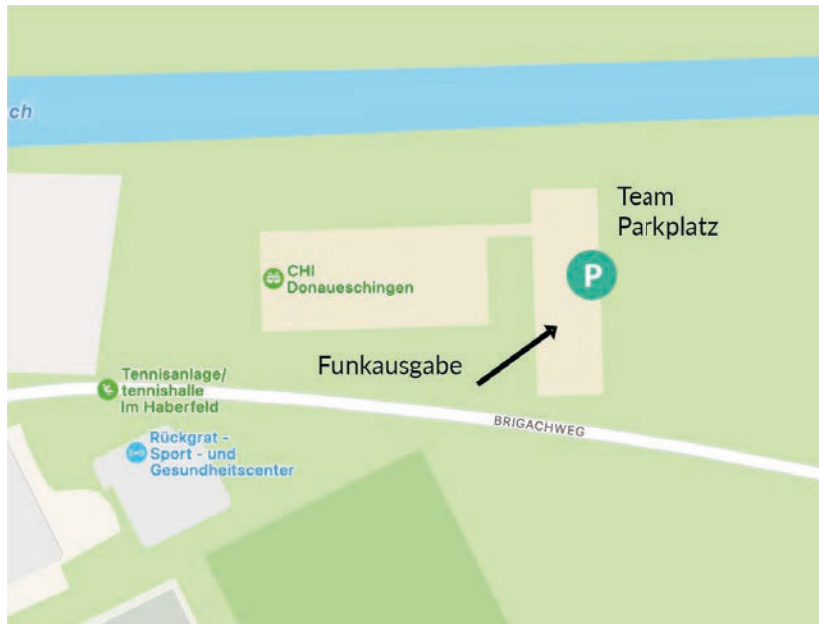 ch
Team
Parkplatz
P
CHI
Donaueschingen
Funkausgabe
Tennisanlage/
tennishalle
Im Haberfeld
BRIGACHWEG
Rückgrat -
Sport - und
Gesundheitscenter